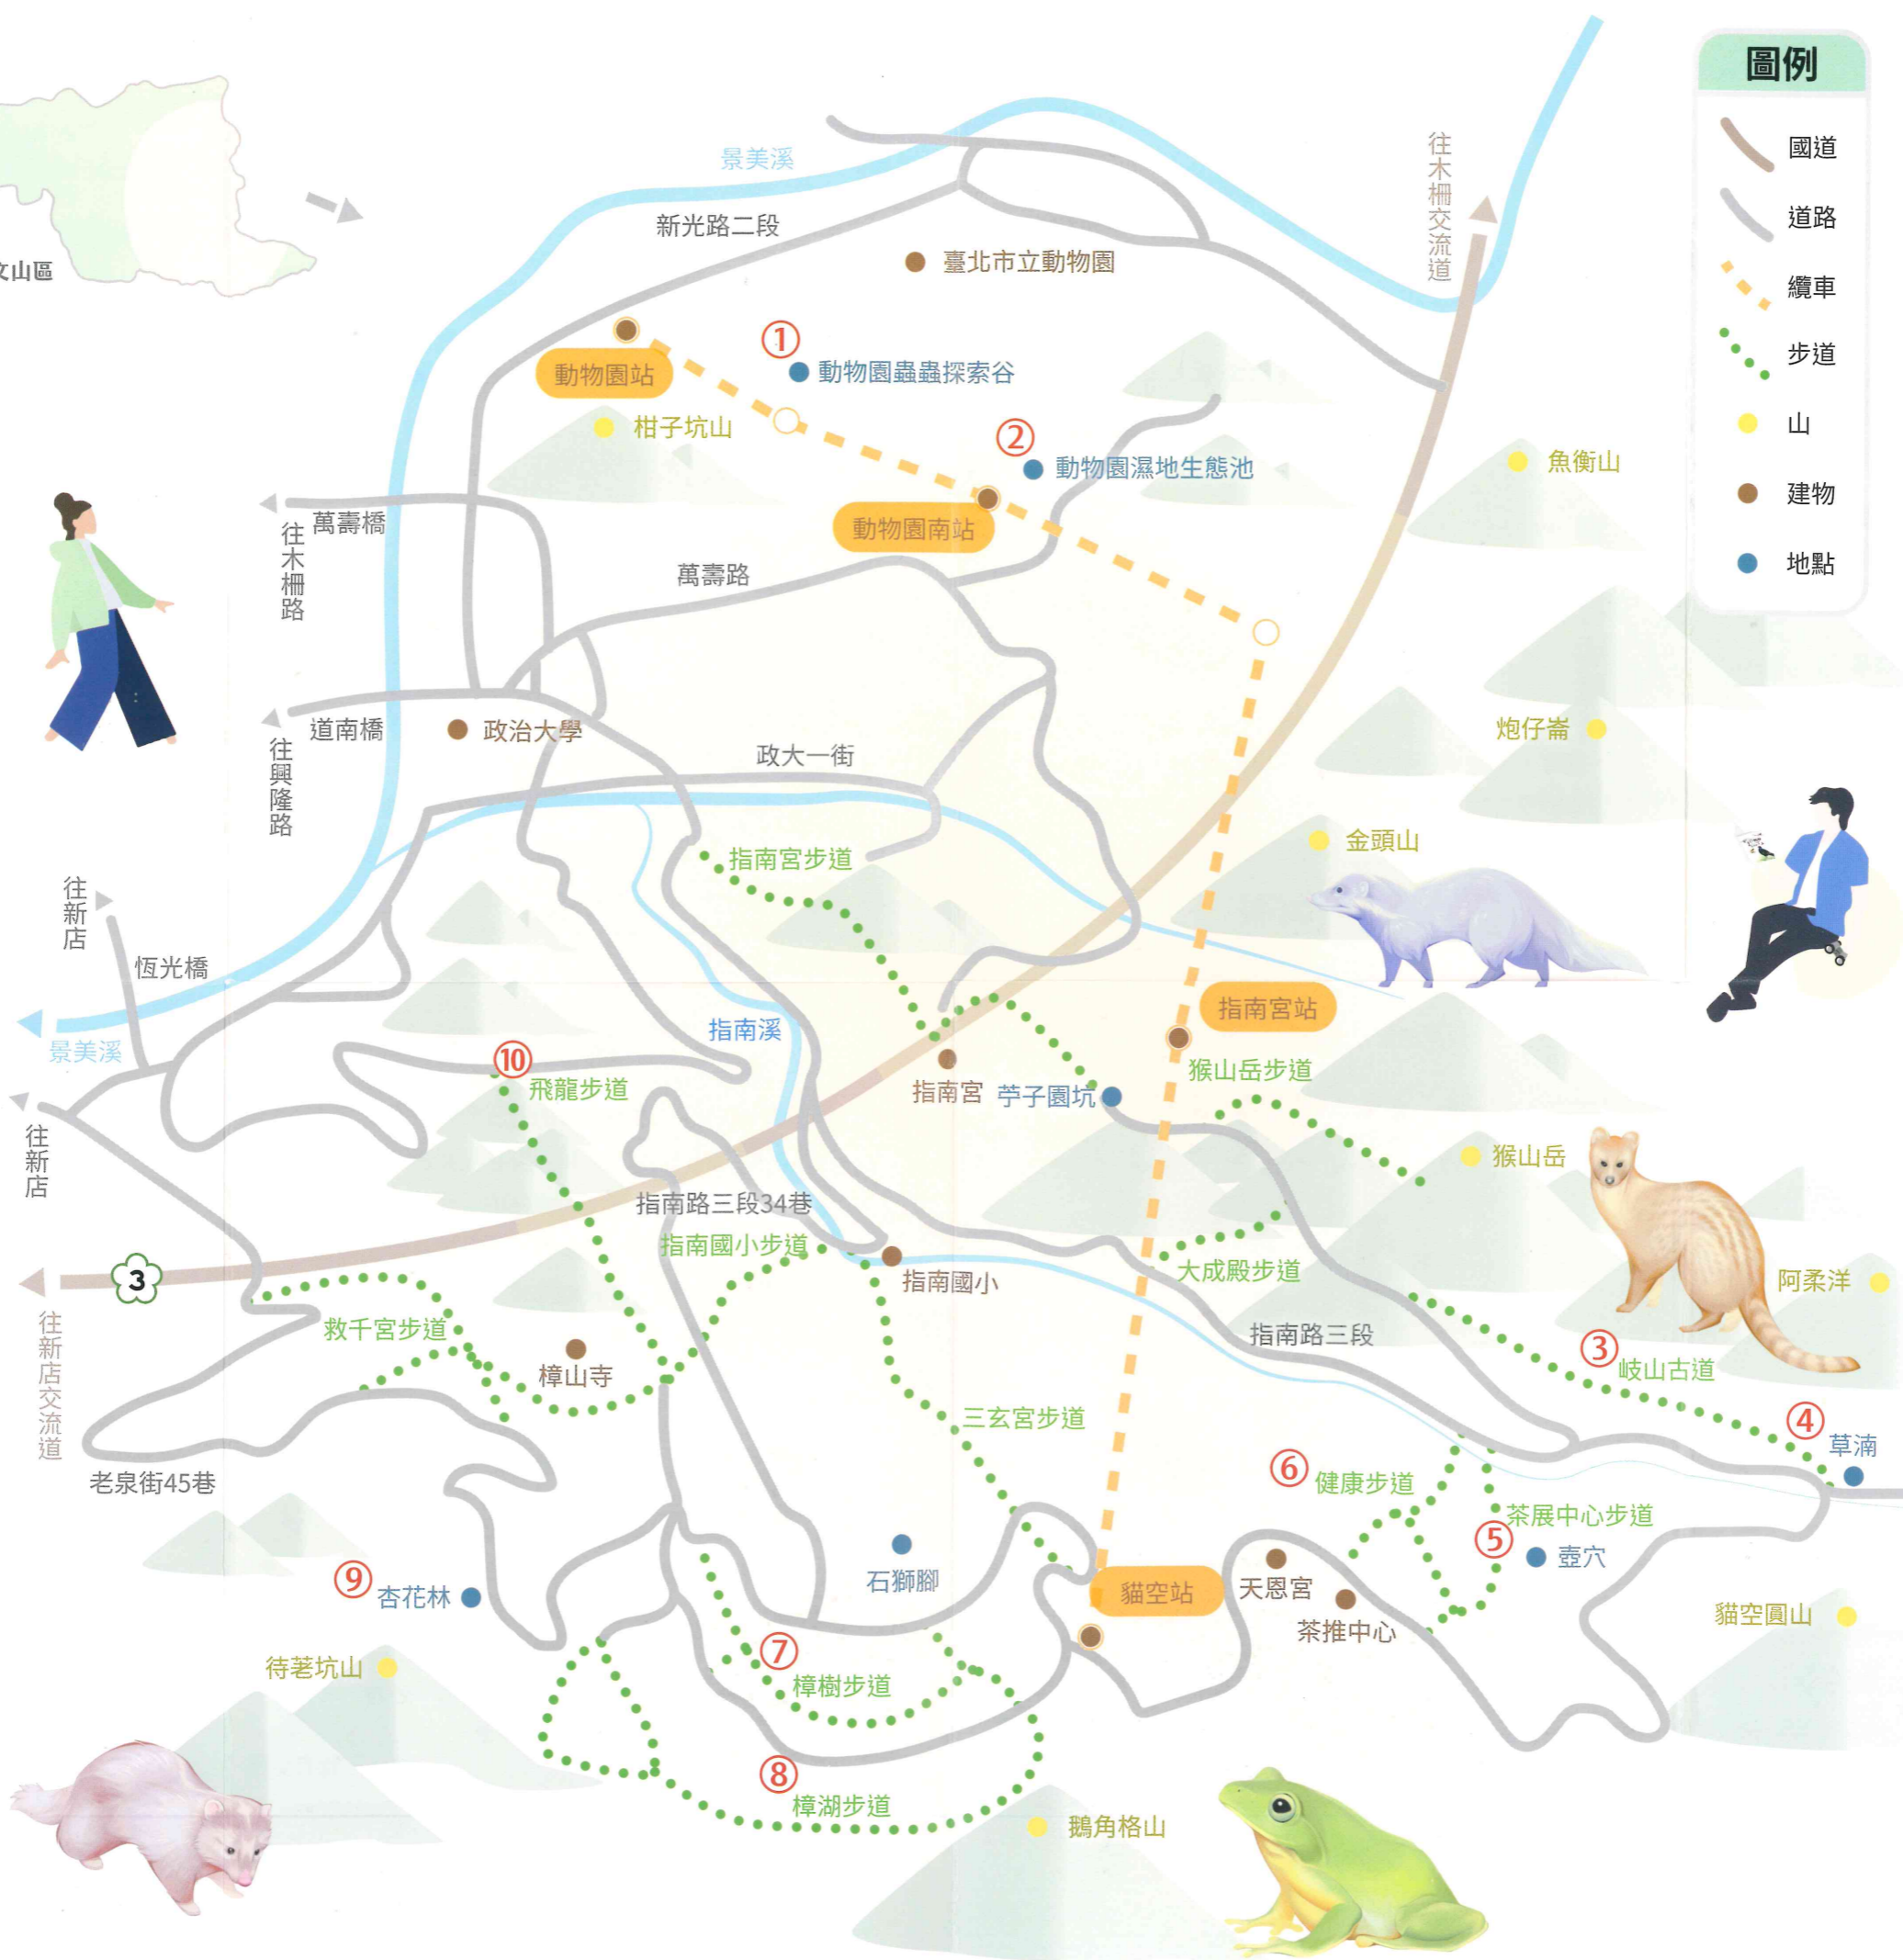 圖例
國道
道路
纜車
步道
山
建物
地點
文山區
景美溪
新光路二段
往木柵交流道
臺北市立動物園
動物園站
①
動物園蟲蟲探索谷
柑子坑山
②
動物園濕地生態池
動物園南站
魚衡山
萬壽橋
往木柵路
萬壽路
道南橋
往興隆路
政治大學
政大一街
炮仔崙
金頭山
指南宮步道
往新店
恆光橋
景美溪
指南溪
指南宮站
⑩
飛龍步道
指南宮
苧子園坑
猴山岳步道
猴山岳
往新店
指南路三段34巷
指南國小步道
指南國小
大成殿步道
阿柔洋
3
往新店交流道
救千宮步道
樟山寺
指南路三段
③
岐山古道
三玄宮步道
④
草湳
老泉街45巷
⑥
健康步道
茶展中心步道
⑤
壺穴
⑨
杏花林
石獅腳
貓空站
天恩宮
茶推中心
貓空圓山
待荖坑山
⑦
樟樹步道
⑧
樟湖步道
鵝角格山